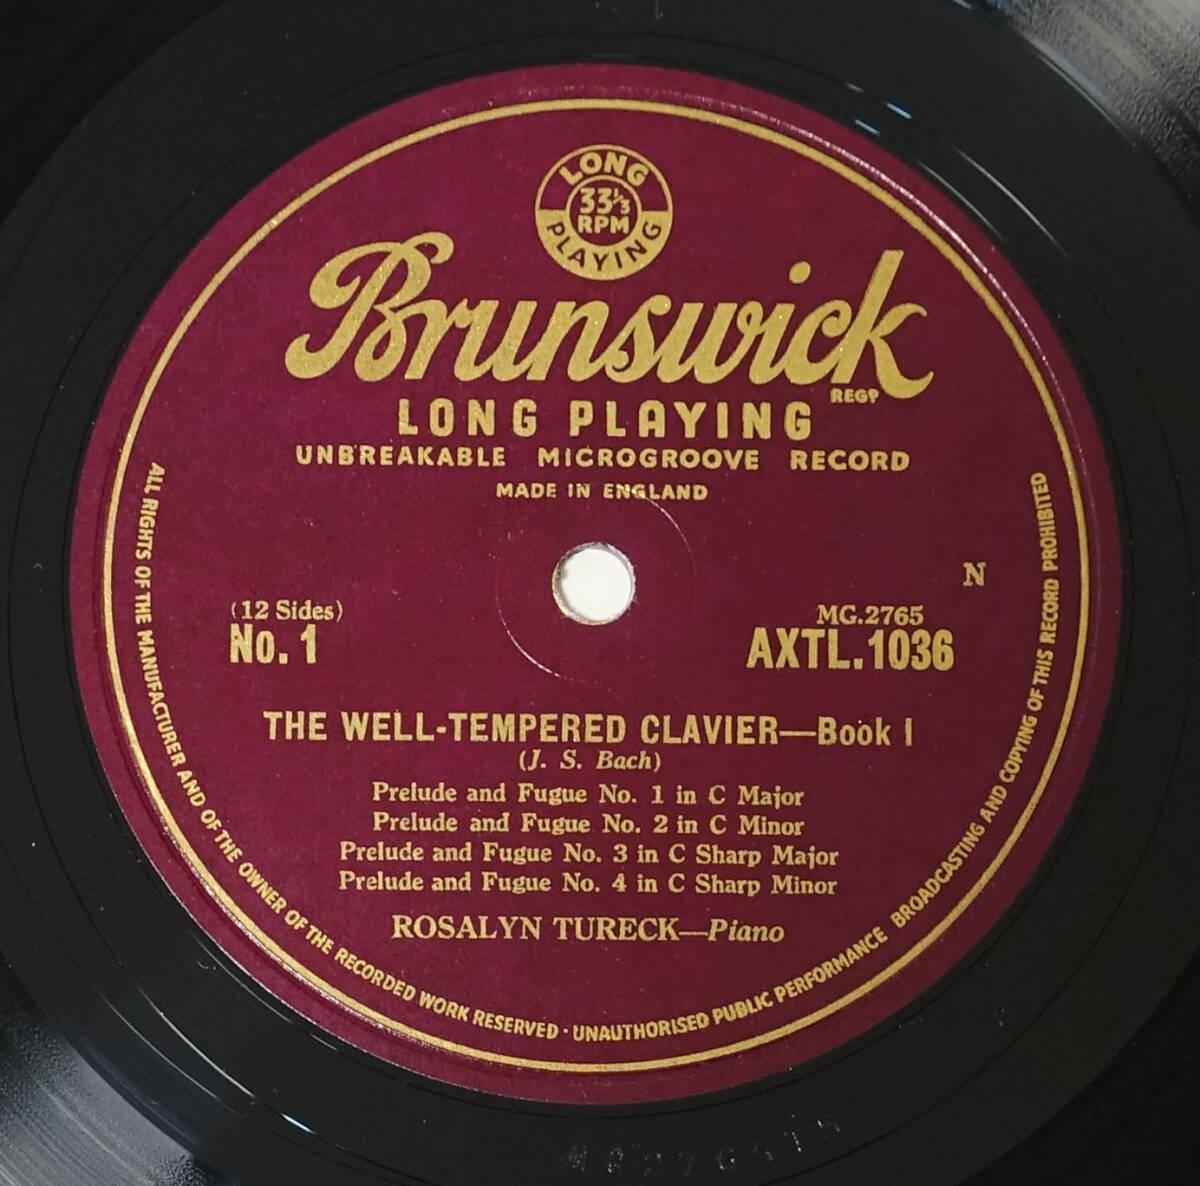 LONG
33⅓
RPM
PLAYING
Brunswick
REGD
LONG PLAYING
UNBREAKABLE MICROGROOVE RECORD
MADE IN ENGLAND
N
(12 Sides)
No. 1
MG.2765
AXTL.1036
THE WELL-TEMPERED CLAVIER—Book I
(J. S. Bach)
Prelude and Fugue No. 1 in C Major
Prelude and Fugue No. 2 in C Minor
Prelude and Fugue No. 3 in C Sharp Major
Prelude and Fugue No. 4 in C Sharp Minor
ROSALYN TURECK—Piano
ALL RIGHTS OF THE MANUFACTURER AND OF THE OWNER OF THE RECORDED WORK RESERVED · UNAUTHORISED PUBLIC PERFORMANCE BROADCASTING AND COPYING OF THIS RECORD PROHIBITED